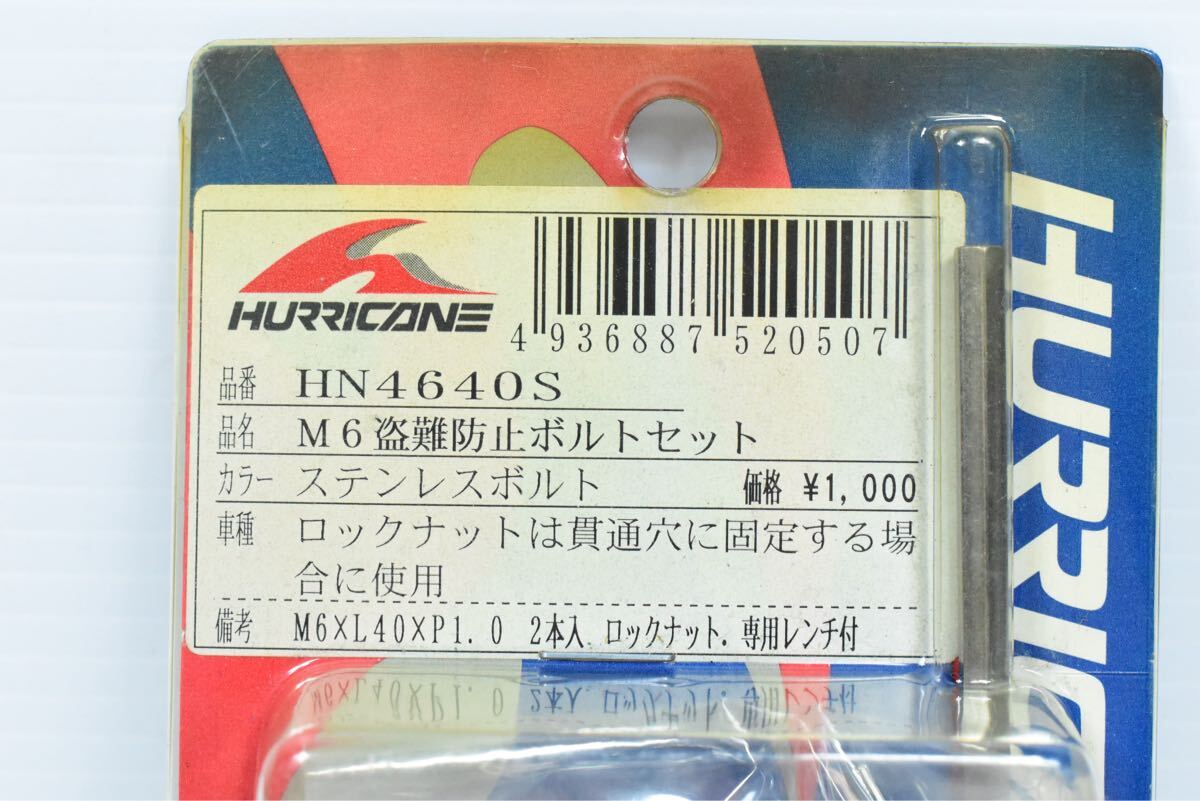 HURRICANE
4 936887 520507
品番 HN4640S
品名 M6盗難防止ボルトセット
カラー ステンレスボルト 価格 ¥1,000
車種 ロックナットは貫通穴に固定する場
合に使用
備考 M6×L40×P1.0 2本入 ロックナット.専用レンチ付
HURRIC